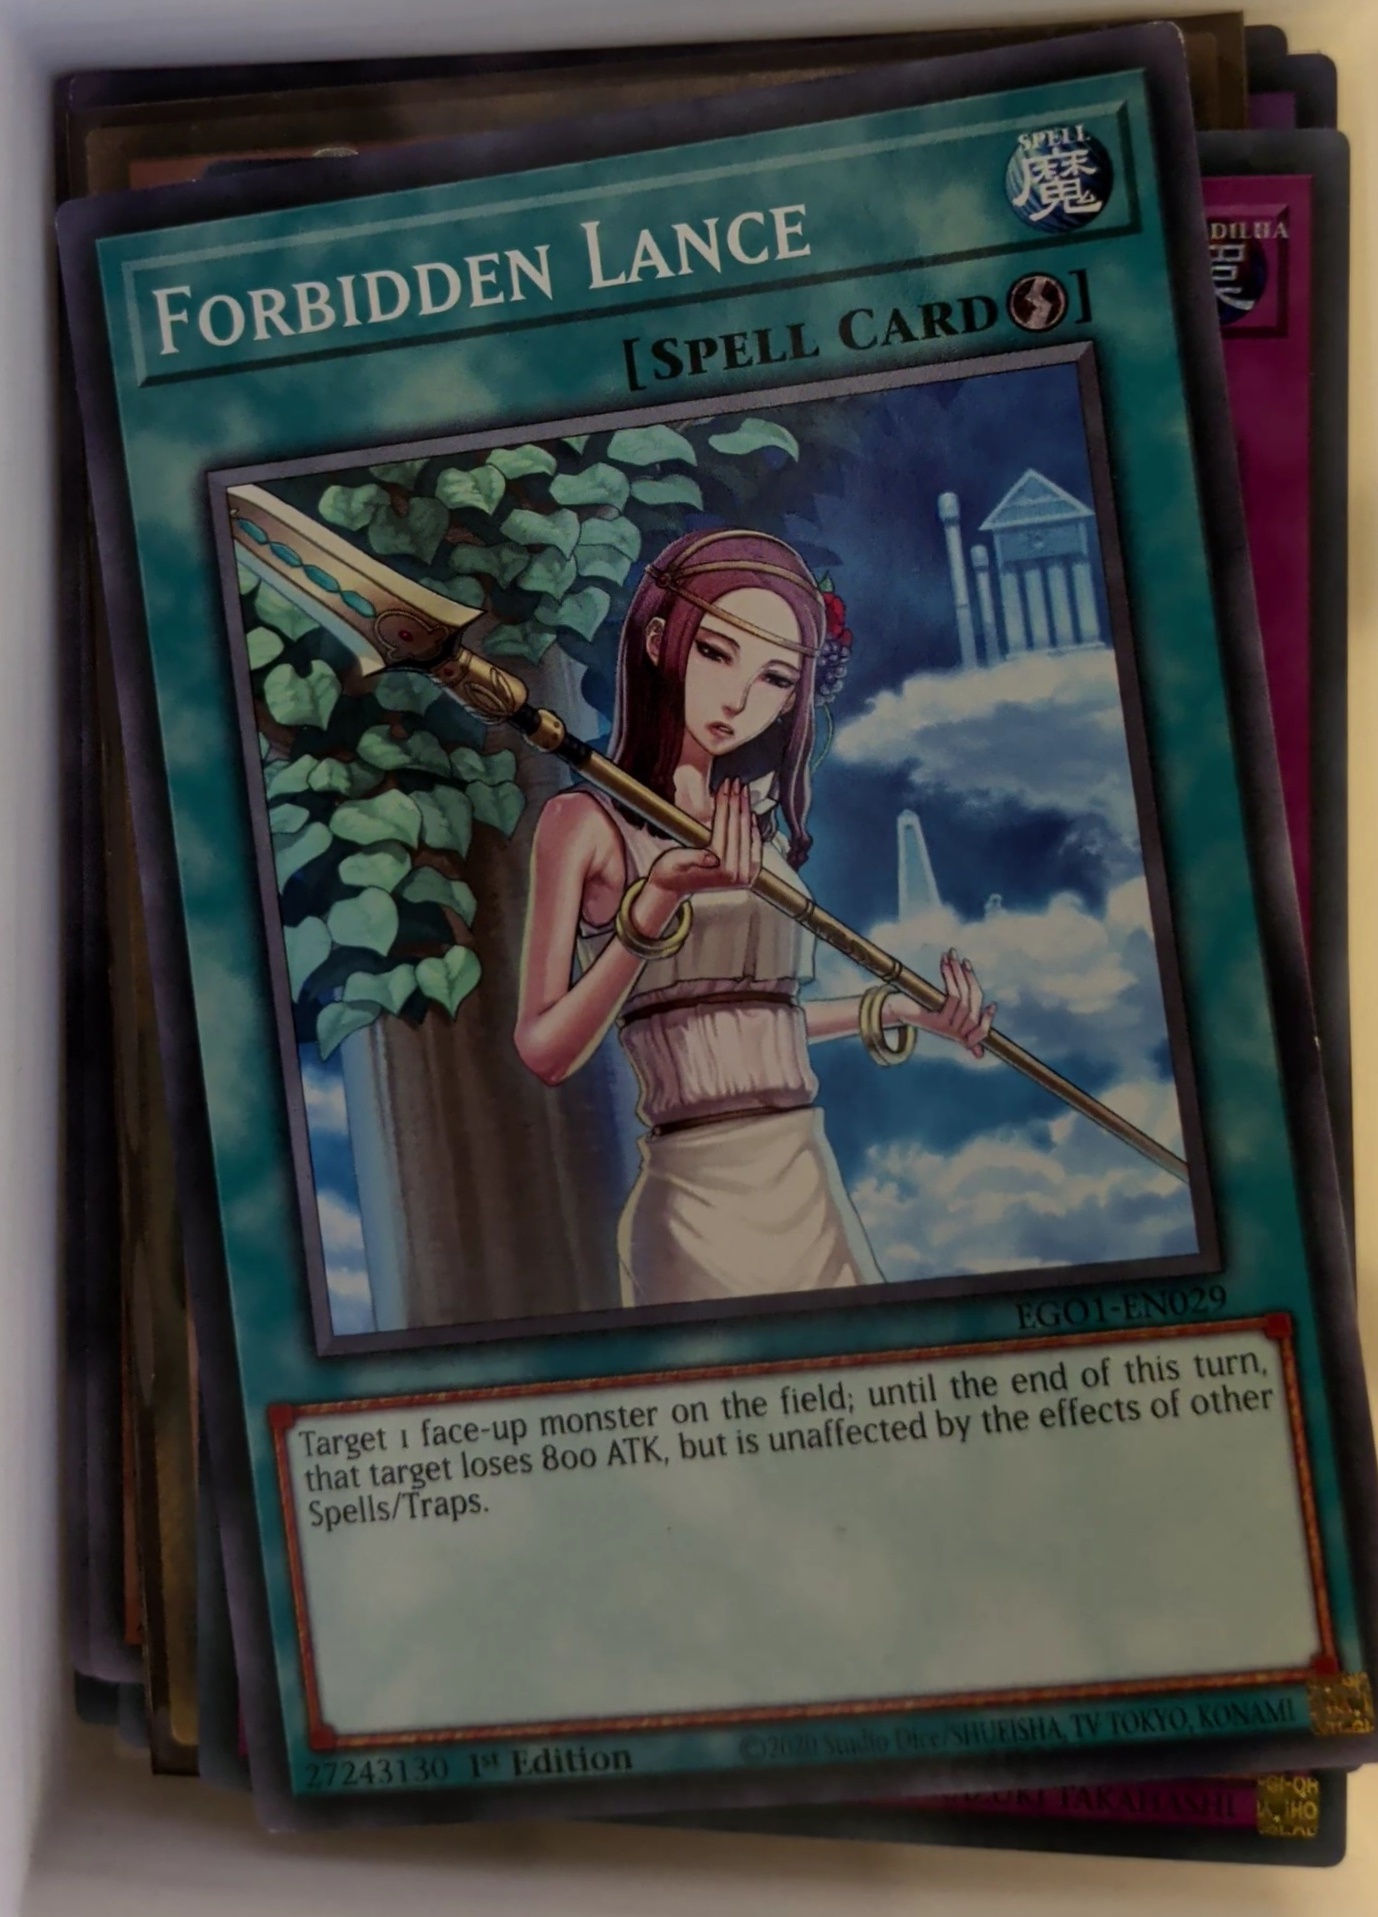 SPELL
魔
FORBIDDEN LANCE
[SPELL CARD]
DILHA
EGO1-EN029
Target 1 face-up monster on the field; until the end of this turn,
that target loses 800 ATK, but is unaffected by the effects of other
Spells/Traps.
27243130 1st Edition
©2020 Studio Dice/SHUEISHA, TV TOKYO, KONAMI
TAKAHASHI